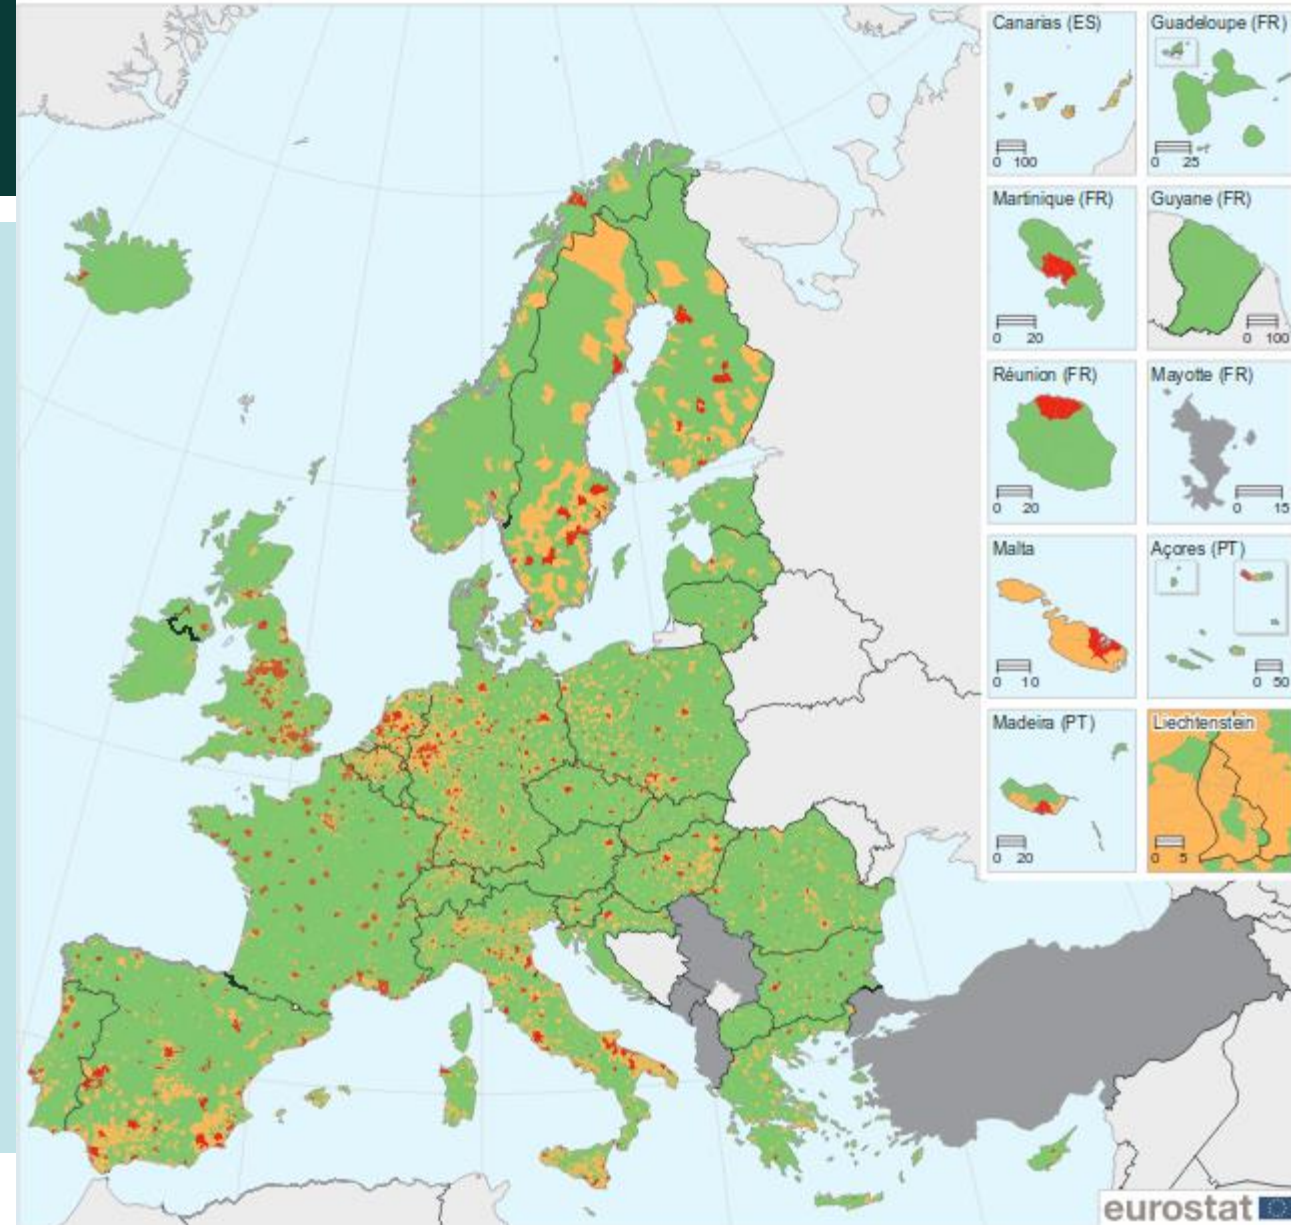 Canarias (ES)
0 100
Guadeloupe (FR)
0 25
Martinique (FR)
0 20
Guyane (FR)
0 100
Réunion (FR)
0 20
Mayotte (FR)
0 15
Malta
0 10
Açores (PT)
0 50
Madeira (PT)
0 20
Liechtenstein
0 5
eurostat